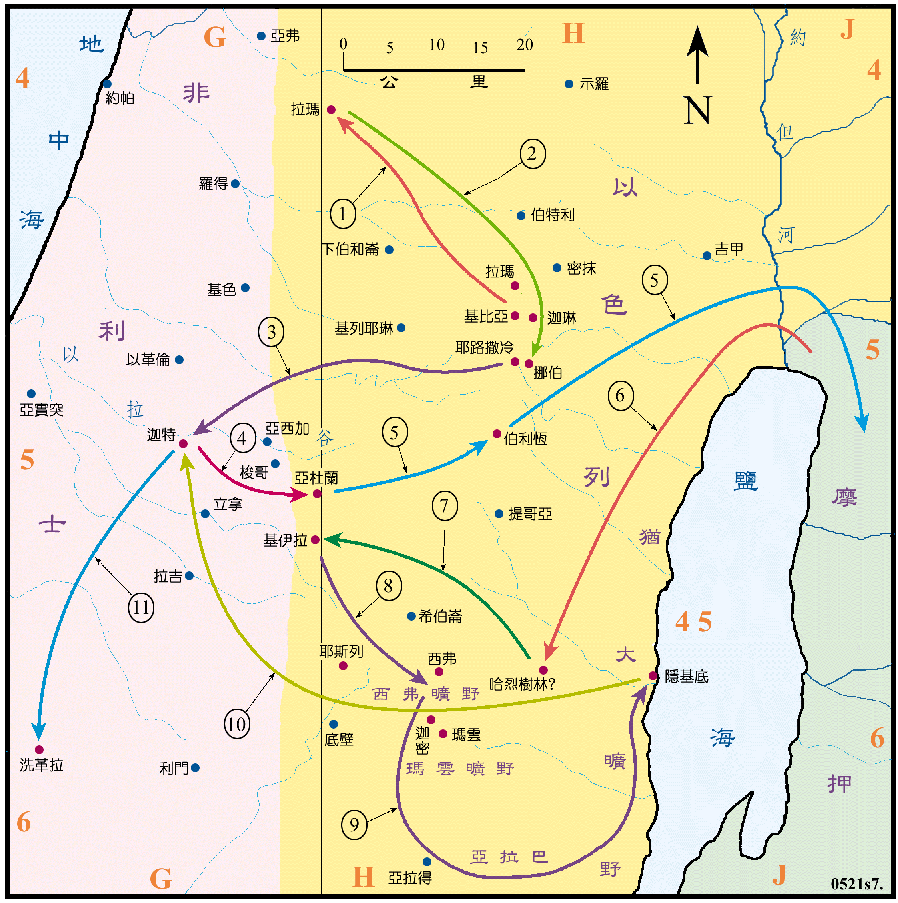 G
H
J
4
4
地
中
海
非
利
士
亞弗
約帕
0 5 10 15 20
公里
示羅
N
約
但
河
拉瑪
①
②
羅得
伯特利
以
色
列
下伯和崙
密抹
吉甲
拉瑪
基色
基比亞
迦琳
⑤
基列耶琳
耶路撒冷
挪伯
③
5
以
拉
谷
以革倫
亞實突
⑥
迦特
④
亞西加
⑤
伯利恆
5
梭哥
亞杜蘭
鹽
海
摩
押
立拿
⑦
提哥亞
猶
大
曠
野
基伊拉
拉吉
⑧
⑪
希伯崙
4 5
耶斯列
西弗
哈烈樹林?
隱基底
西弗曠野
⑩
底壁
迦密
瑪雲
6
洗革拉
利門
瑪雲曠野
6
⑨
亞拉巴
亞拉得
G
H
J
0521s7.